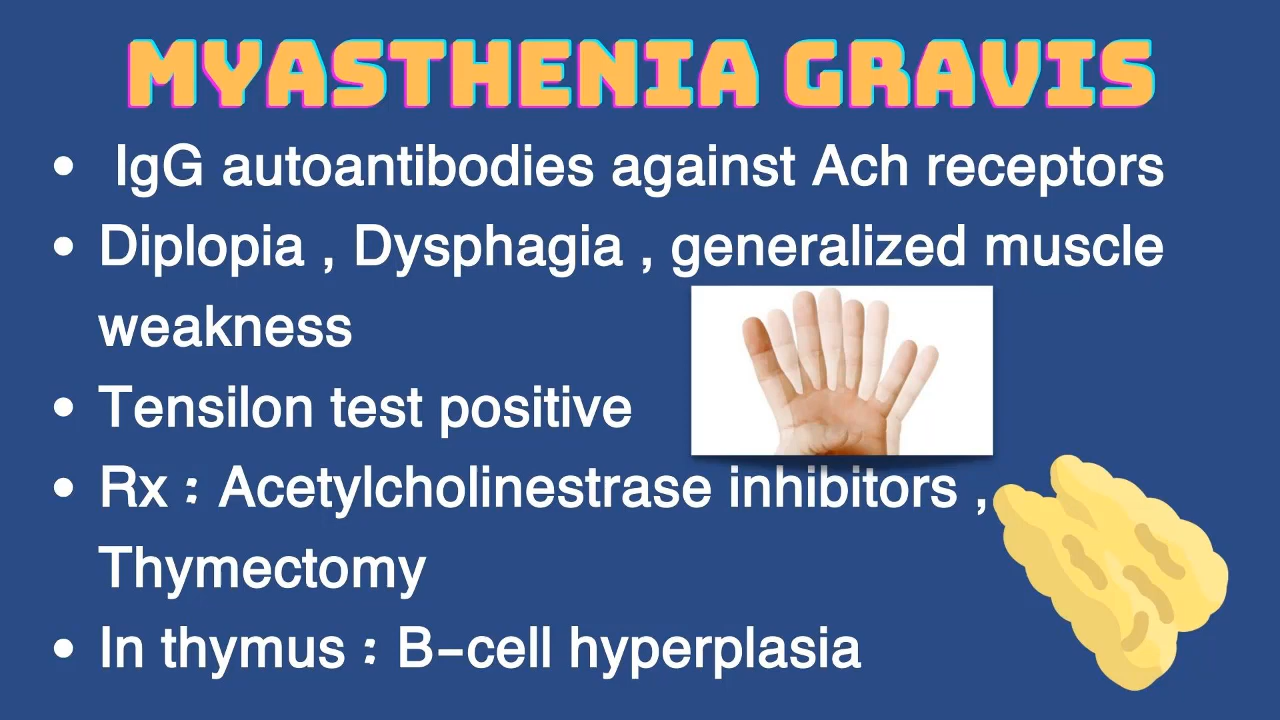 MYASTHENIA GRAVIS
• IgG autoantibodies against Ach receptors
• Diplopia , Dysphagia , generalized muscle
weakness
• Tensilon test positive
• Rx : Acetylcholinestrase inhibitors ,
Thymectomy
• In thymus : B-cell hyperplasia